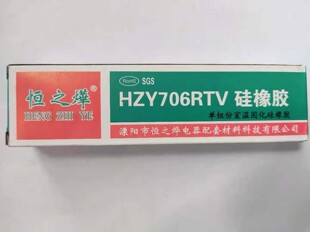 RoHS SGS
恒之烨
HENG ZHI YE
HZY706RTV 硅橡胶
单组份室温固化硅橡胶
溧阳市恒之烨电器配套材料科技有限公司